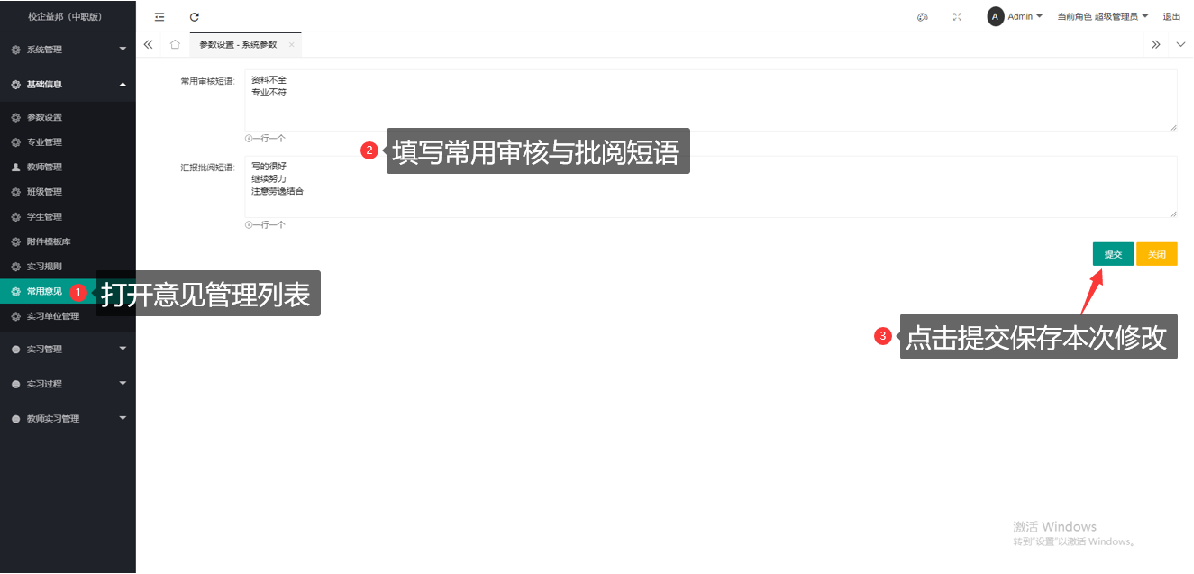 校企益邦（中职版）
Admin
当前角色 超级管理员
退出
系统管理
参数设置 - 系统参数
基础信息
常用审核短语:
资料不全
专业不符
一行一个
参数设置
专业管理
2
填写常用审核与批阅短语
教师管理
汇报批阅短语:
写的很好
继续努力
注意劳逸结合
一行一个
班级管理
学生管理
附件模板库
提交
关闭
实习规则
常用意见
1
打开意见管理列表
实习单位管理
3
点击提交保存本次修改
实习管理
实习过程
教师实习管理
激活 Windows
转到"设置"以激活 Windows。